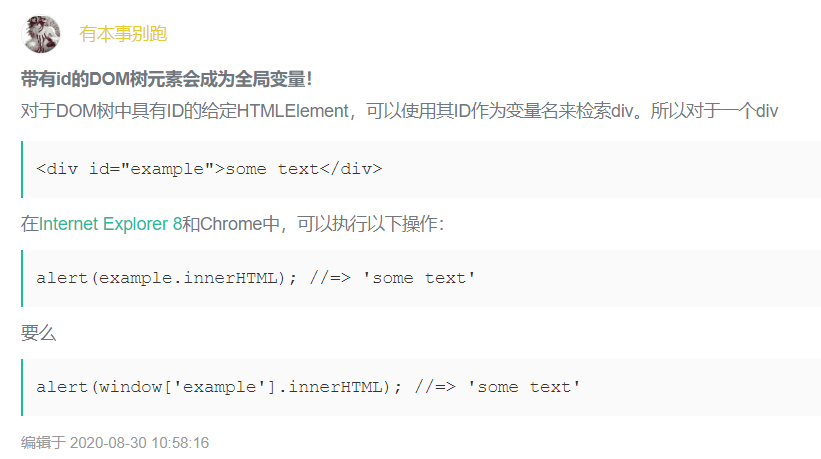 有本事别跑
带有id的DOM树元素会成为全局变量！
对于DOM树中具有ID的给定HTMLElement，可以使用其ID作为变量名来检索div。所以对于一个div
<div id="example">some text</div>
在Internet Explorer 8和Chrome中，可以执行以下操作：
alert(example.innerHTML); //=> 'some text'
要么
alert(window['example'].innerHTML); //=> 'some text'
编辑于 2020-08-30 10:58:16